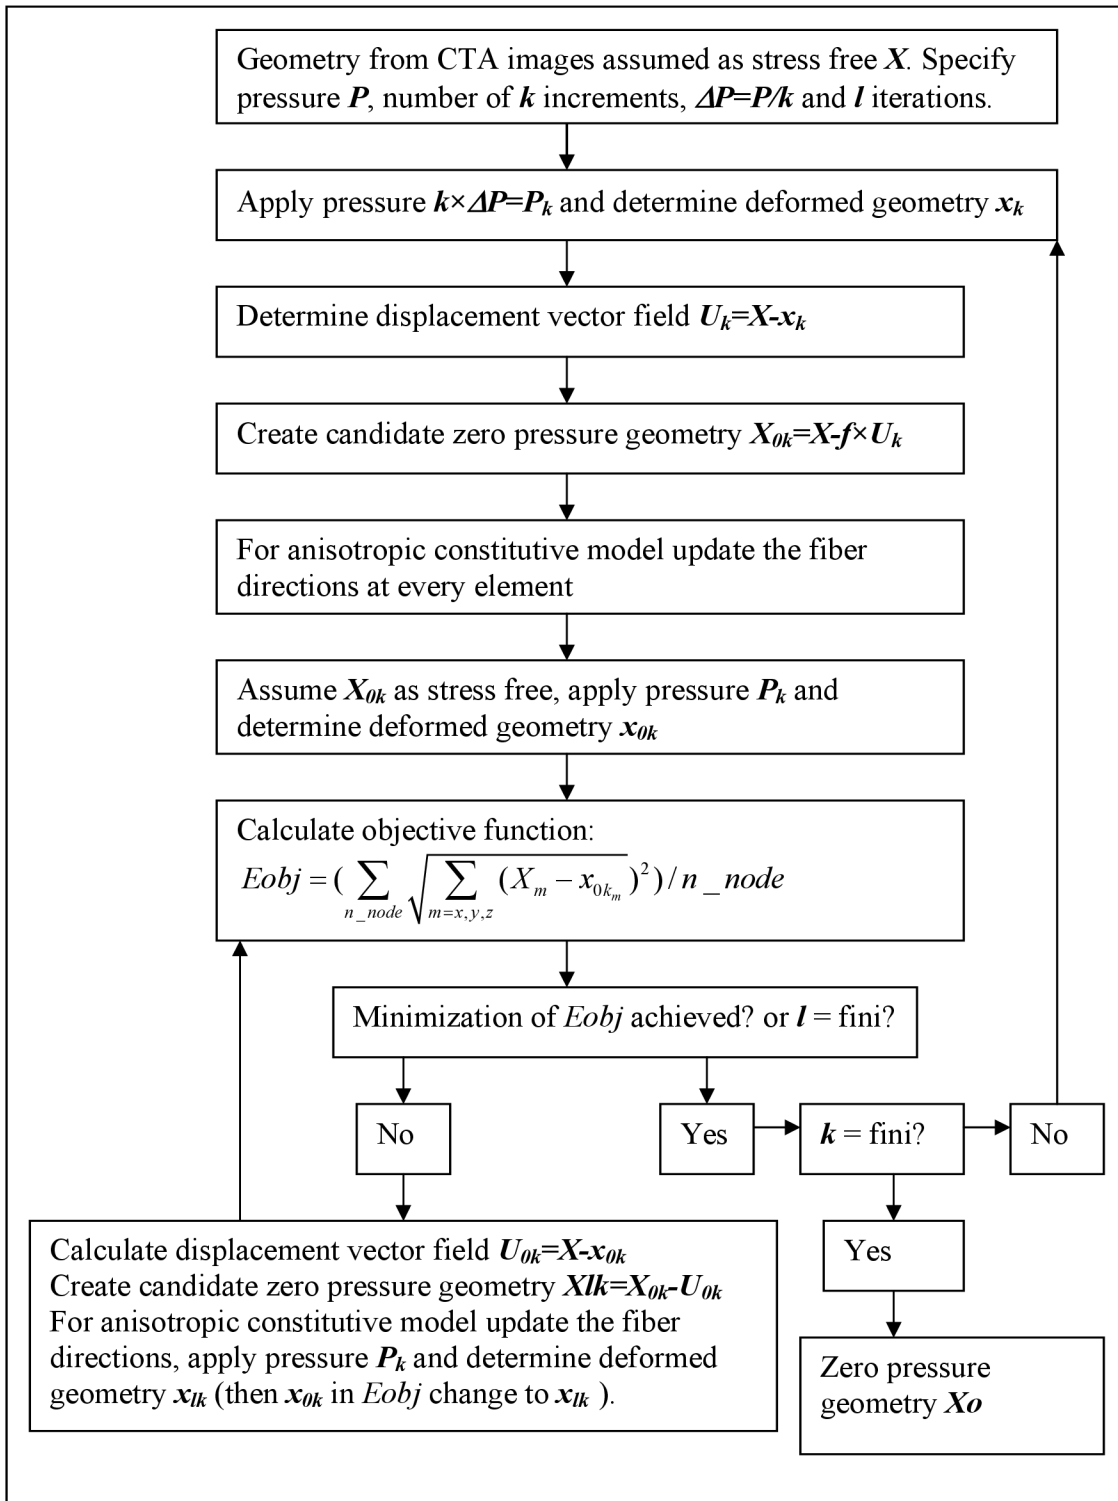 Geometry from CTA images assumed as stress free X. Specify
pressure P, number of k increments, ΔP=P/k and l iterations.
Apply pressure k×ΔP=Pk and determine deformed geometry xk
Determine displacement vector field Uk=X-xk
Create candidate zero pressure geometry X0k=X-f×Uk
For anisotropic constitutive model update the fiber
directions at every element
Assume X0k as stress free, apply pressure Pk and
determine deformed geometry x0k
Calculate objective function:
Eobj = ( ∑ n_node √ ∑ m=x,y,z (Xm − x0km)² ) / n_node
Minimization of Eobj achieved? or l = fini?
No
Yes
k = fini?
No
Calculate displacement vector field U0k=X-x0k
Create candidate zero pressure geometry Xlk=X0k-U0k
For anisotropic constitutive model update the fiber
directions, apply pressure Pk and determine deformed
geometry xlk (then x0k in Eobj change to xlk ).
Yes
Zero pressure
geometry Xo